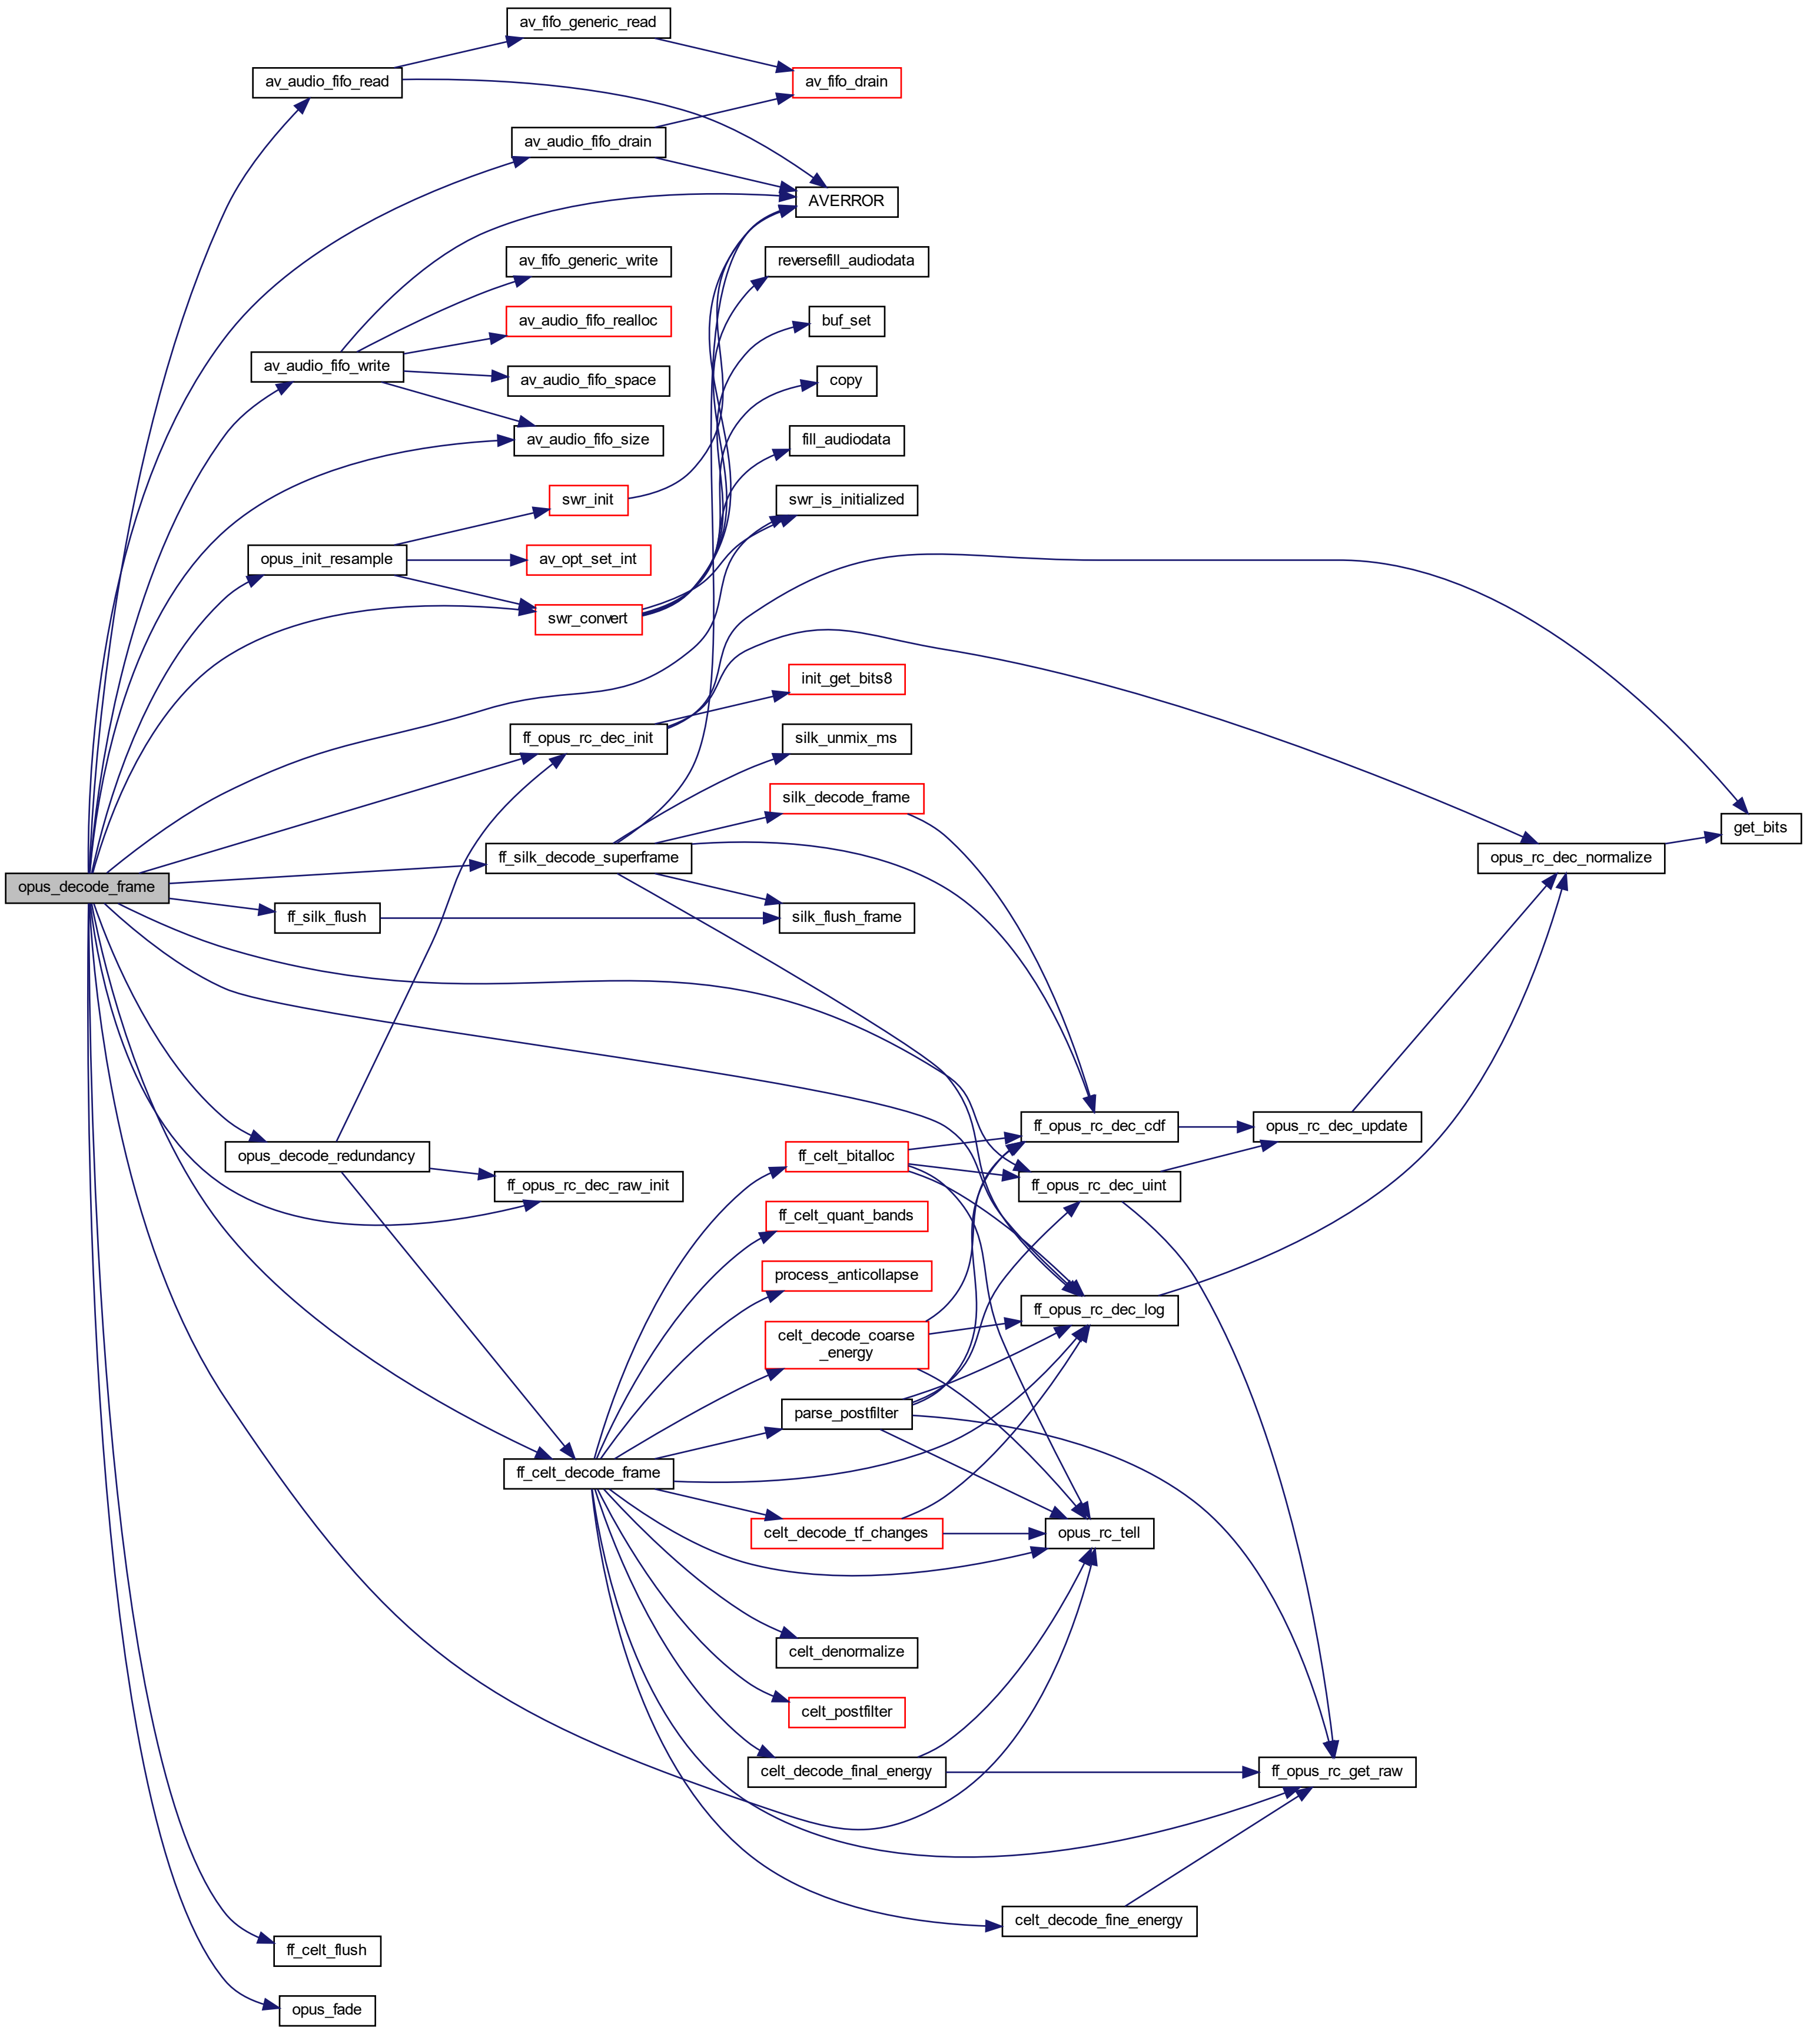 av_fifo_generic_read
av_audio_fifo_read
av_fifo_drain
av_audio_fifo_drain
AVERROR
av_fifo_generic_write
reversefill_audiodata
av_audio_fifo_realloc
buf_set
av_audio_fifo_write
av_audio_fifo_space
copy
av_audio_fifo_size
fill_audiodata
swr_init
swr_is_initialized
opus_init_resample
av_opt_set_int
swr_convert
init_get_bits8
ff_opus_rc_dec_init
silk_unmix_ms
silk_decode_frame
get_bits
ff_silk_decode_superframe
opus_rc_dec_normalize
opus_decode_frame
ff_silk_flush
silk_flush_frame
ff_opus_rc_dec_cdf
opus_rc_dec_update
opus_decode_redundancy
ff_celt_bitalloc
ff_opus_rc_dec_raw_init
ff_opus_rc_dec_uint
ff_celt_quant_bands
process_anticollapse
ff_opus_rc_dec_log
celt_decode_coarse
_energy
parse_postfilter
ff_celt_decode_frame
celt_decode_tf_changes
opus_rc_tell
celt_denormalize
celt_postfilter
celt_decode_final_energy
ff_opus_rc_get_raw
celt_decode_fine_energy
ff_celt_flush
opus_fade